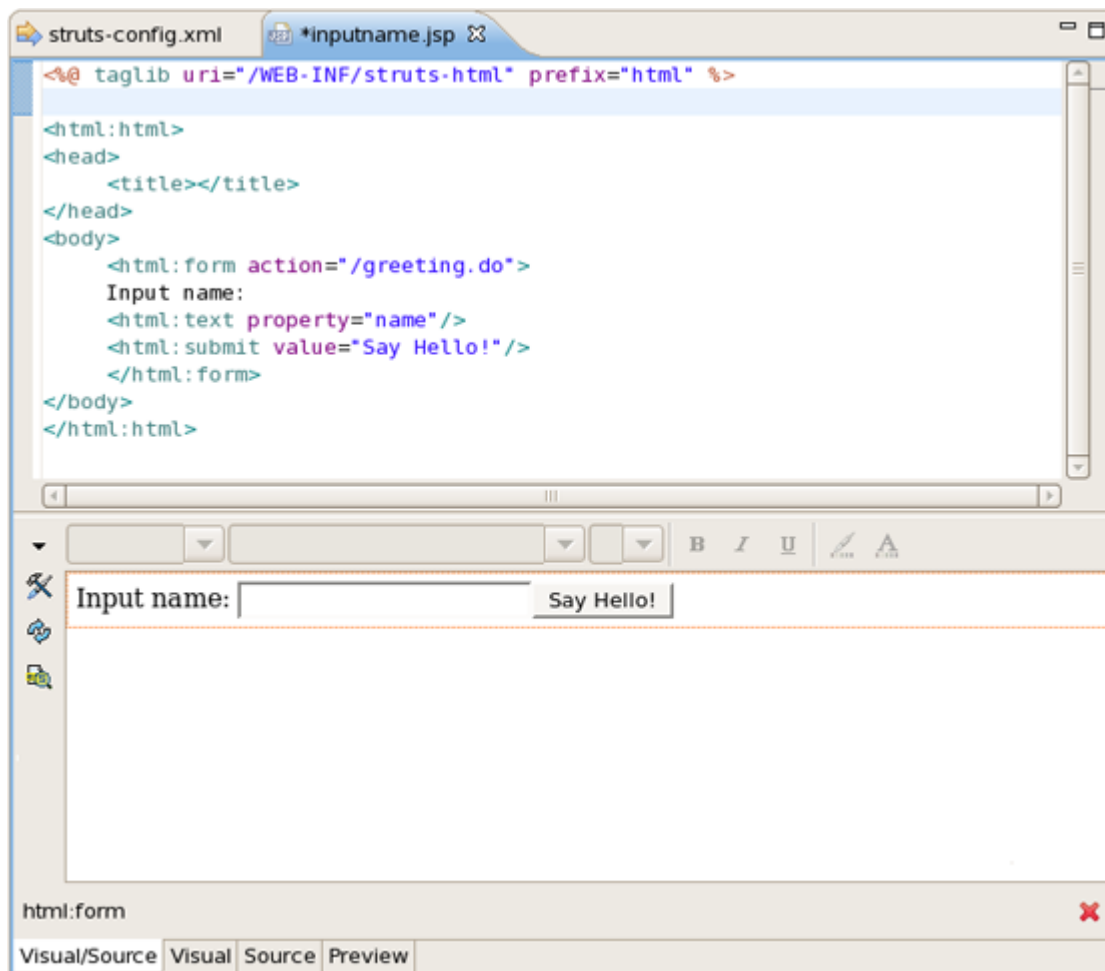 struts-config.xml *inputname.jsp
<%@ taglib uri="/WEB-INF/struts-html" prefix="html" %>
<html:html>
<head>
<title></title>
</head>
<body>
<html:form action="/greeting.do">
Input name:
<html:text property="name"/>
<html:submit value="Say Hello!"/>
</html:form>
</body>
</html:html>
B I U A
Input name: Say Hello!
html:form
Visual/Source Visual Source Preview